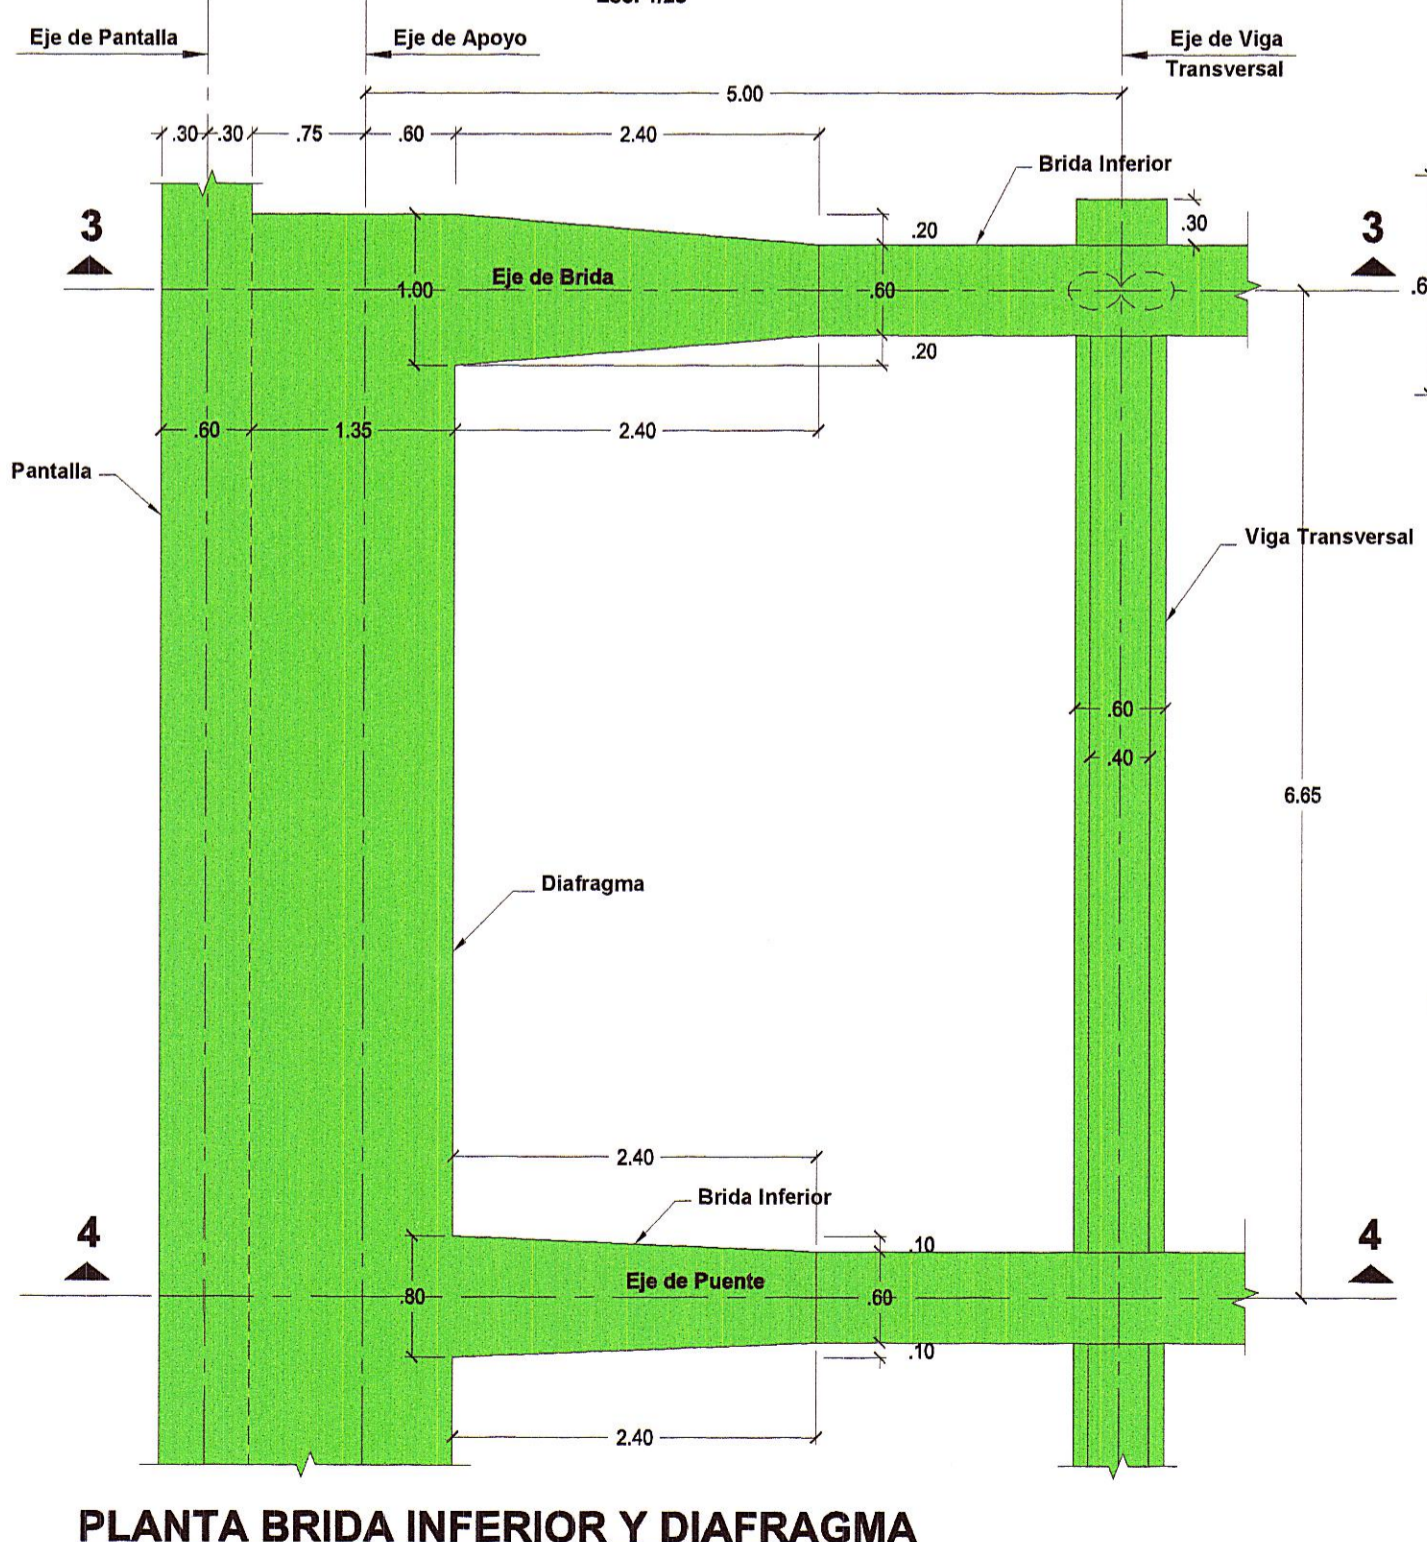 Eje de Pantalla
Eje de Apoyo
Eje de Viga
Transversal
5.00
.30
.30
.75
.60
2.40
Brida Inferior
3
.20
.30
3
Eje de Brida
1.00
.60
.20
.60
1.35
2.40
Pantalla
Viga Transversal
.60
.40
6.65
Diafragma
2.40
Brida Inferior
4
.10
4
Eje de Puente
.80
.60
.10
2.40
PLANTA BRIDA INFERIOR Y DIAFRAGMA